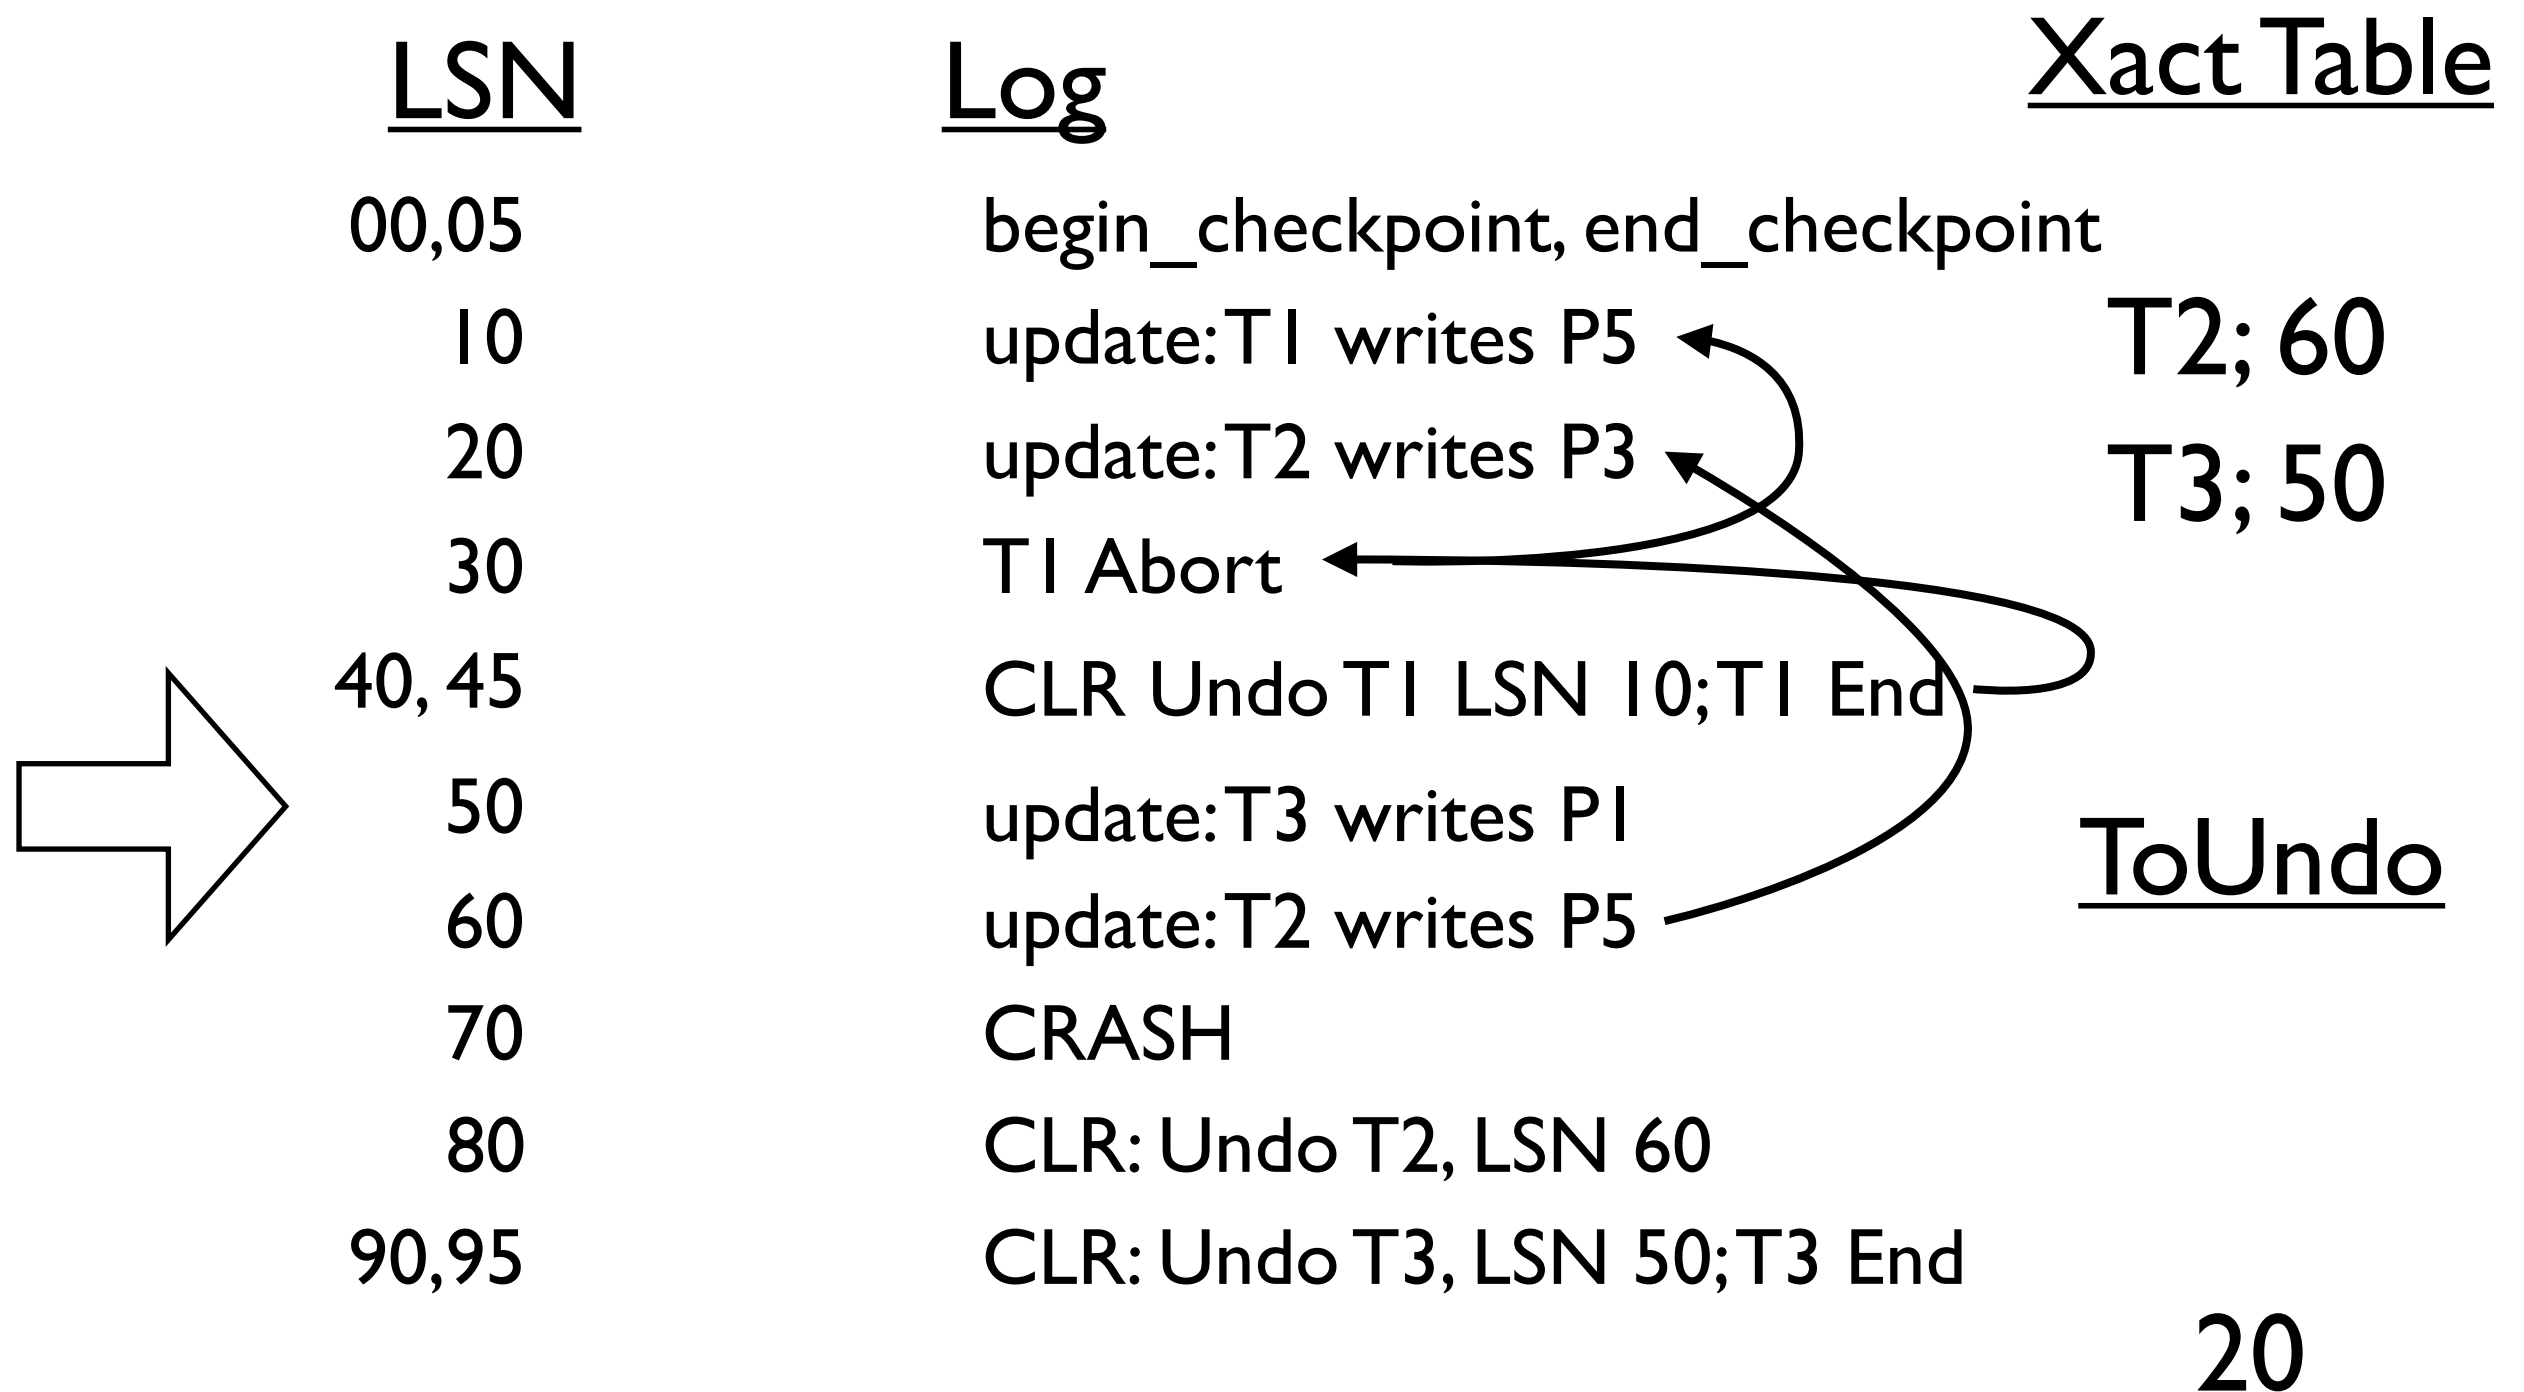 LSN Log Xact Table
00,05 begin_checkpoint, end_checkpoint
10 update: T1 writes P5 T2; 60
20 update: T2 writes P3 T3; 50
30 T1 Abort
40, 45 CLR Undo T1 LSN 10; T1 End
50 update: T3 writes P1 ToUndo
60 update: T2 writes P5
70 CRASH
80 CLR: Undo T2, LSN 60
90,95 CLR: Undo T3, LSN 50; T3 End
20